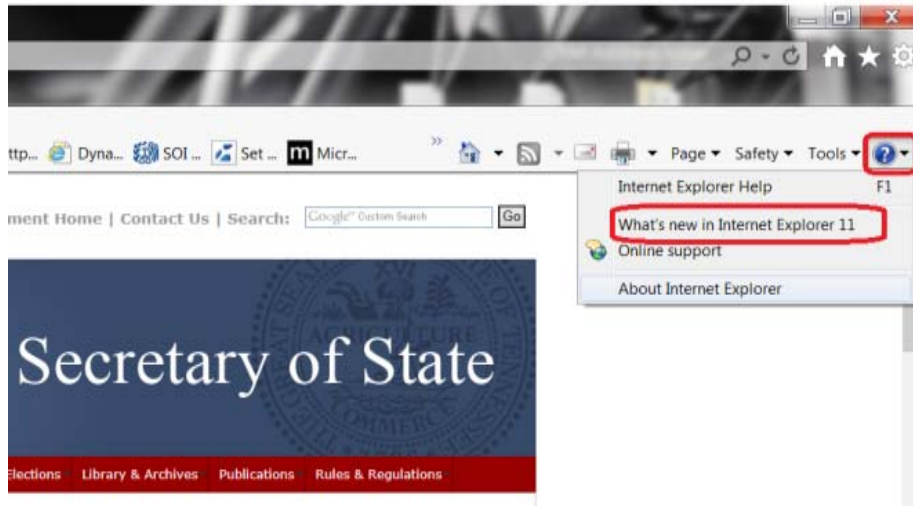 ttp... Dyna... SOI ... Set ... m Micr... » Page Safety Tools ?
Internet Explorer Help F1
ment Home | Contact Us | Search: Google™ Custom Search Go
What's new in Internet Explorer 11
Online support
About Internet Explorer
AGRICULTURE
Secretary of State
COMMERCE
Elections Library & Archives Publications Rules & Regulations